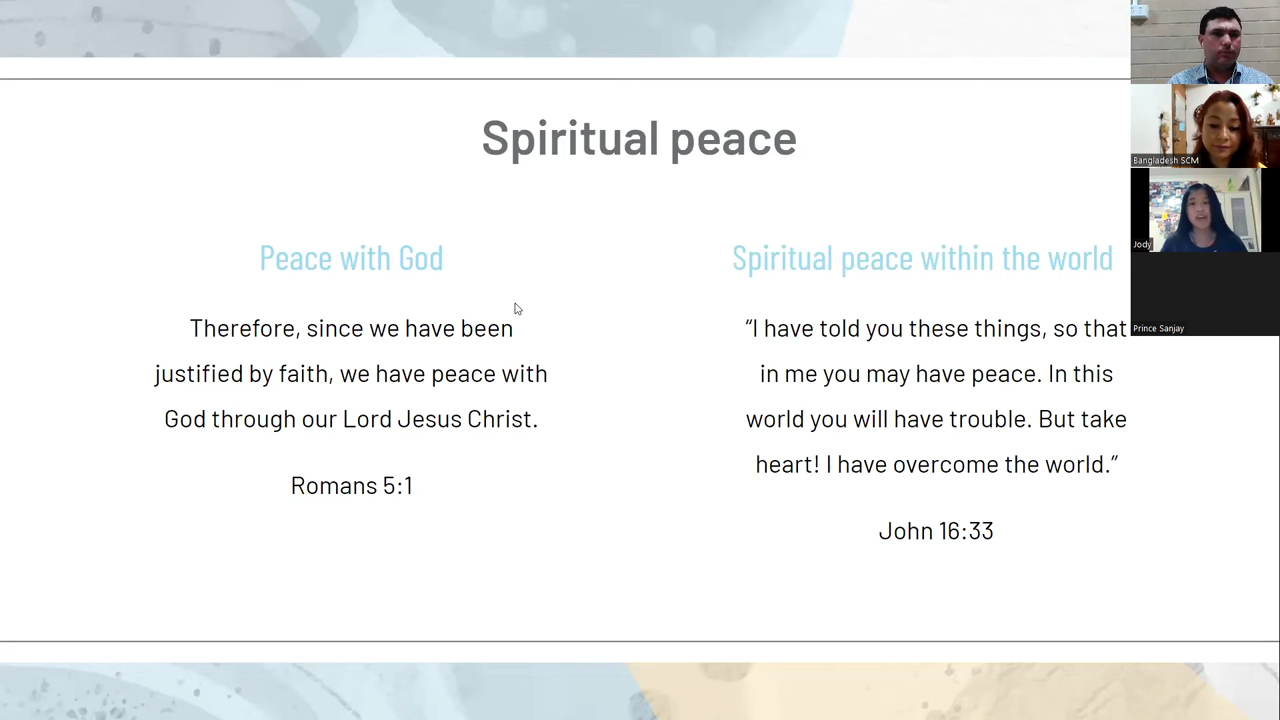 Spiritual peace
Peace with God
Therefore, since we have been
justified by faith, we have peace with
God through our Lord Jesus Christ.
Romans 5:1
Spiritual peace within the world
“I have told you these things, so that
in me you may have peace. In this
world you will have trouble. But take
heart! I have overcome the world.”
John 16:33
Bangladesh SCM
Jody
Prince Sanjay